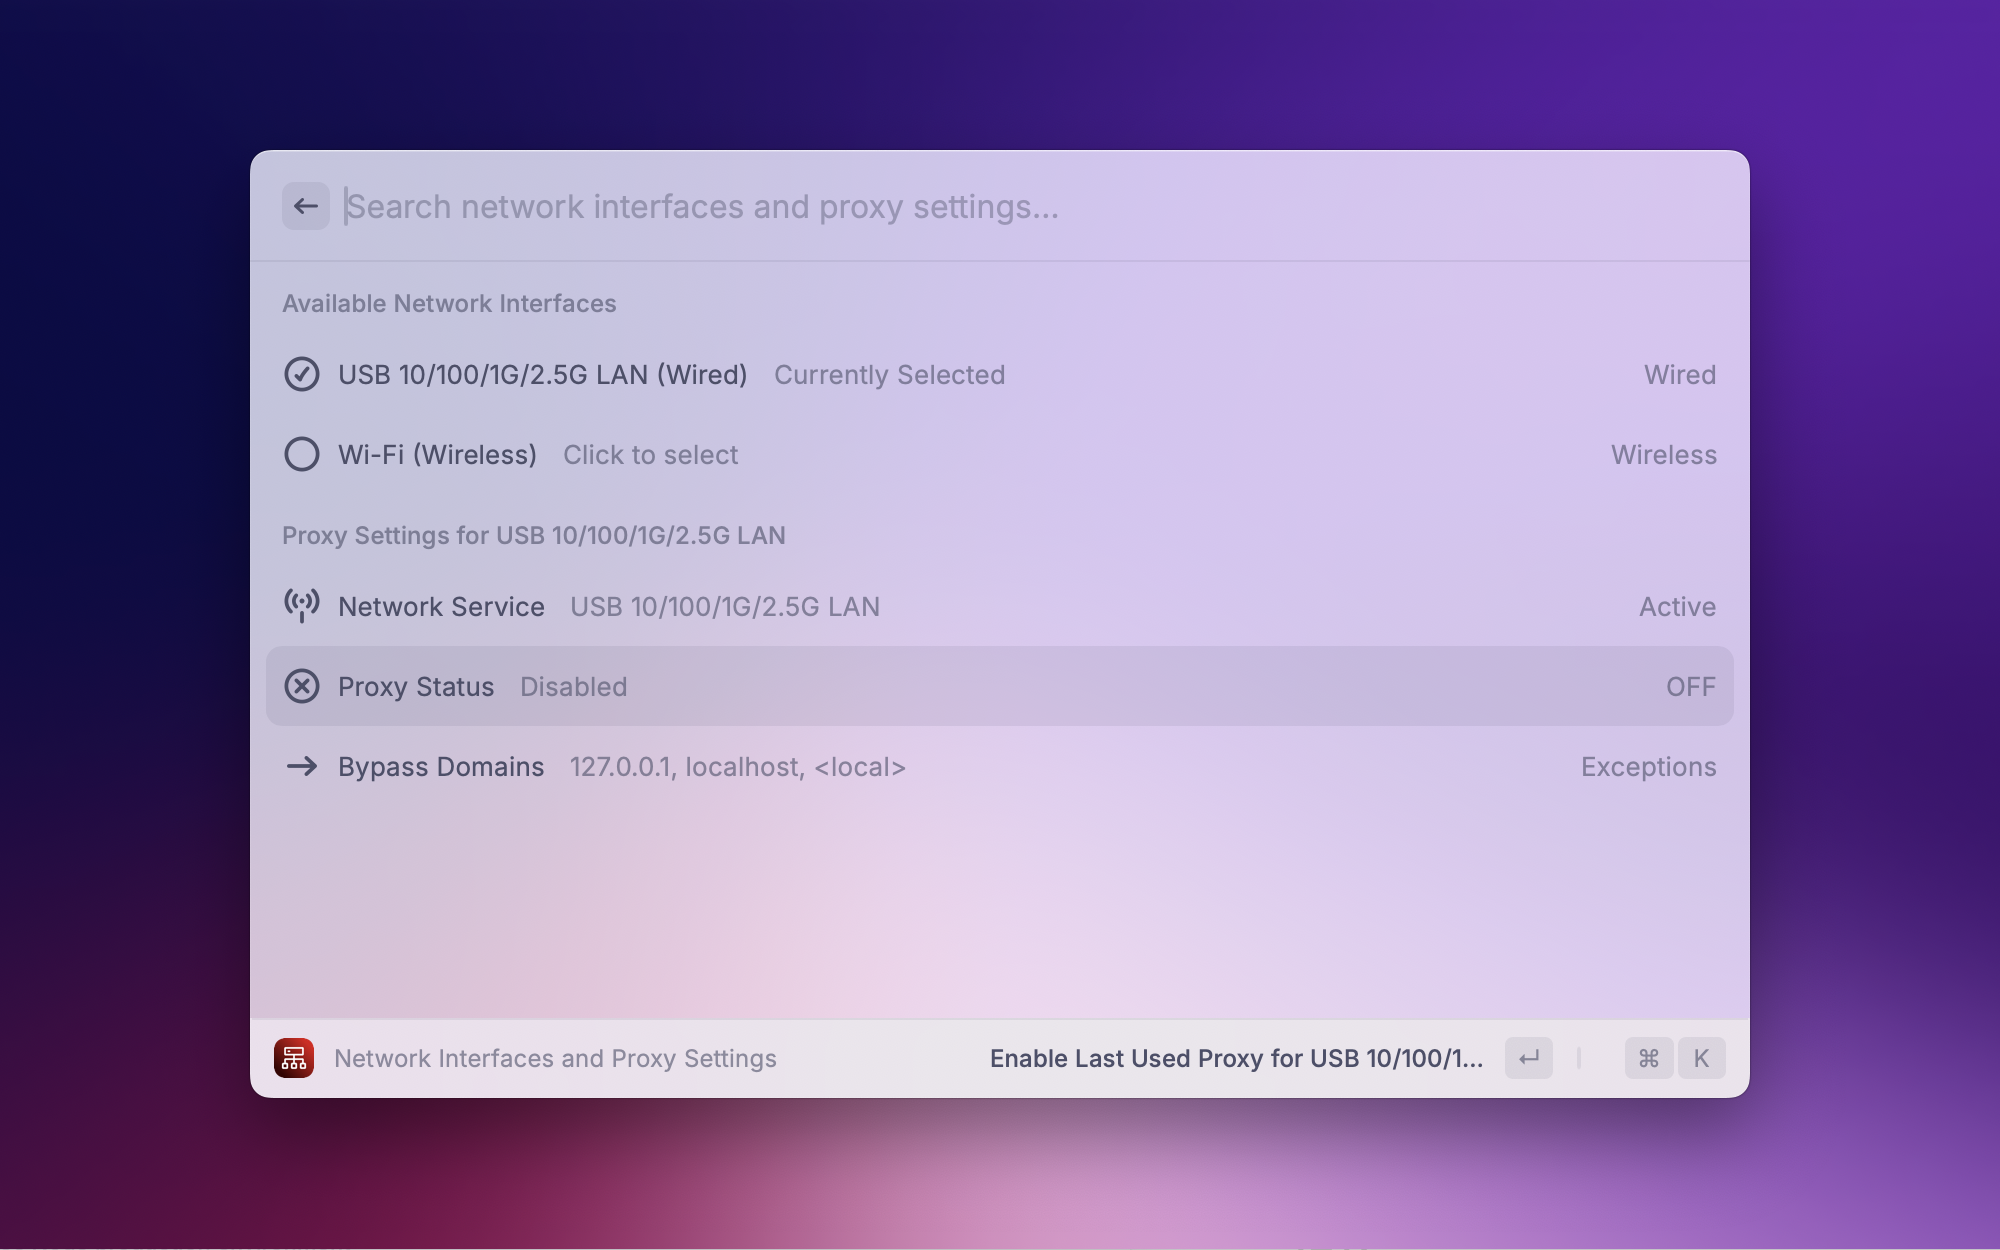 Search network interfaces and proxy settings...
Available Network Interfaces
USB 10/100/1G/2.5G LAN (Wired) Currently Selected Wired
Wi-Fi (Wireless) Click to select Wireless
Proxy Settings for USB 10/100/1G/2.5G LAN
Network Service USB 10/100/1G/2.5G LAN Active
Proxy Status Disabled OFF
Bypass Domains 127.0.0.1, localhost, <local> Exceptions
Network Interfaces and Proxy Settings Enable Last Used Proxy for USB 10/100/1... ↵ ⌘ K